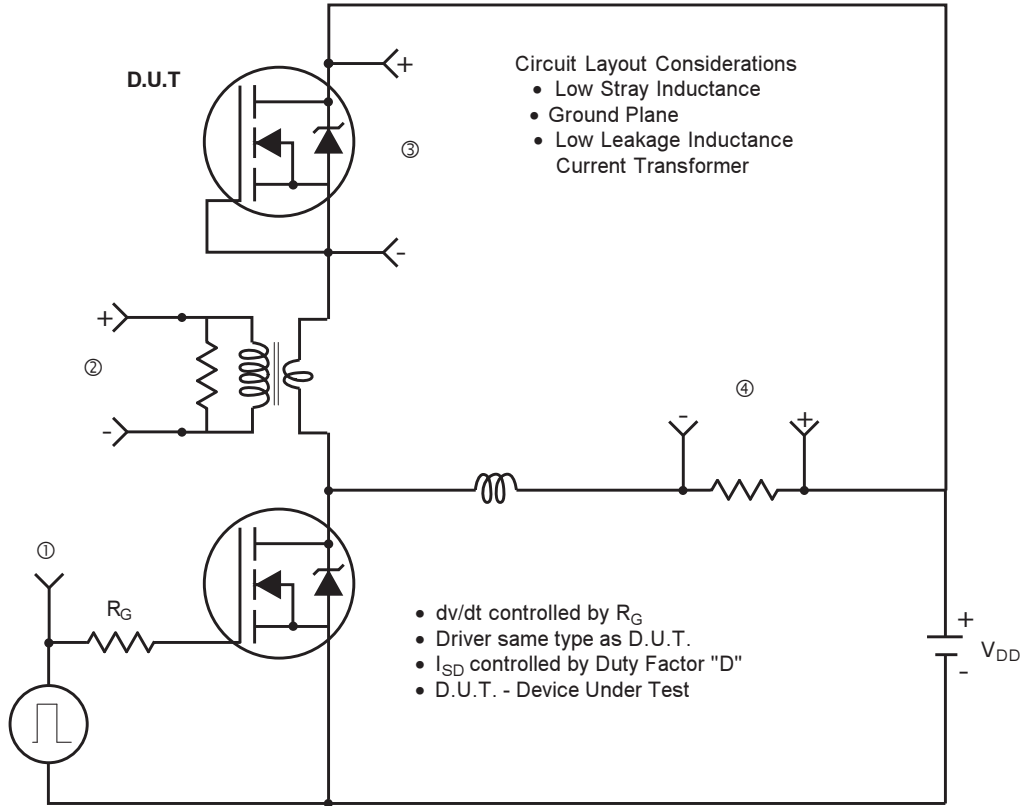 D.U.T
+
Circuit Layout Considerations
• Low Stray Inductance
• Ground Plane
• Low Leakage Inductance
Current Transformer
③
-
+
②
-
④
-
+
①
R_G
• dv/dt controlled by R_G
• Driver same type as D.U.T.
• I_SD controlled by Duty Factor "D"
• D.U.T. - Device Under Test
+
V_DD
-